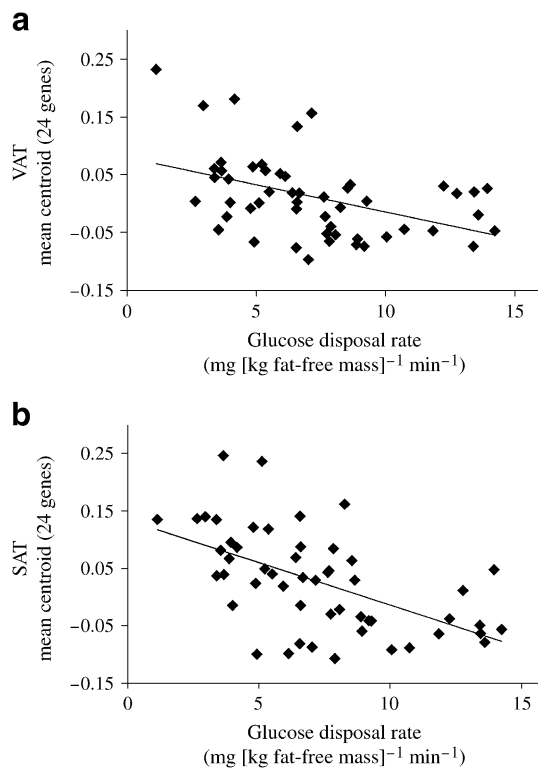 a
0.25
0.15
0.05
−0.05
−0.15
VAT
mean centroid (24 genes)
0
5
10
15
Glucose disposal rate
(mg [kg fat-free mass]⁻¹ min⁻¹)
b
0.25
0.15
0.05
−0.05
−0.15
SAT
mean centroid (24 genes)
0
5
10
15
Glucose disposal rate
(mg [kg fat-free mass]⁻¹ min⁻¹)